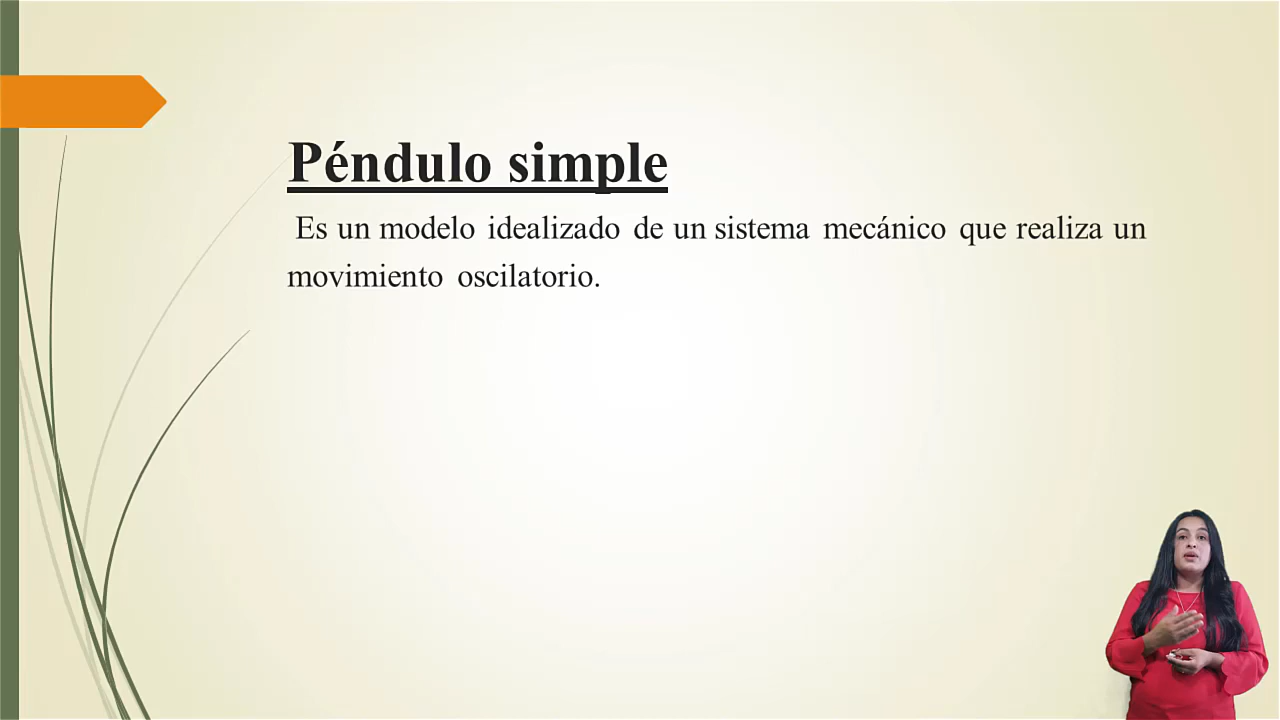 Péndulo simple
Es un modelo idealizado de un sistema mecánico que realiza un
movimiento oscilatorio.